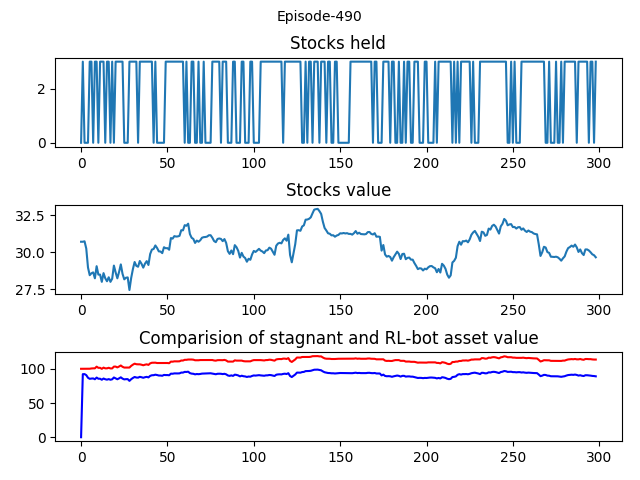 Episode-490
Stocks held
2
0
0 50 100 150 200 250 300
Stocks value
32.5
30.0
27.5
0 50 100 150 200 250 300
Comparision of stagnant and RL-bot asset value
100
50
0
0 50 100 150 200 250 300